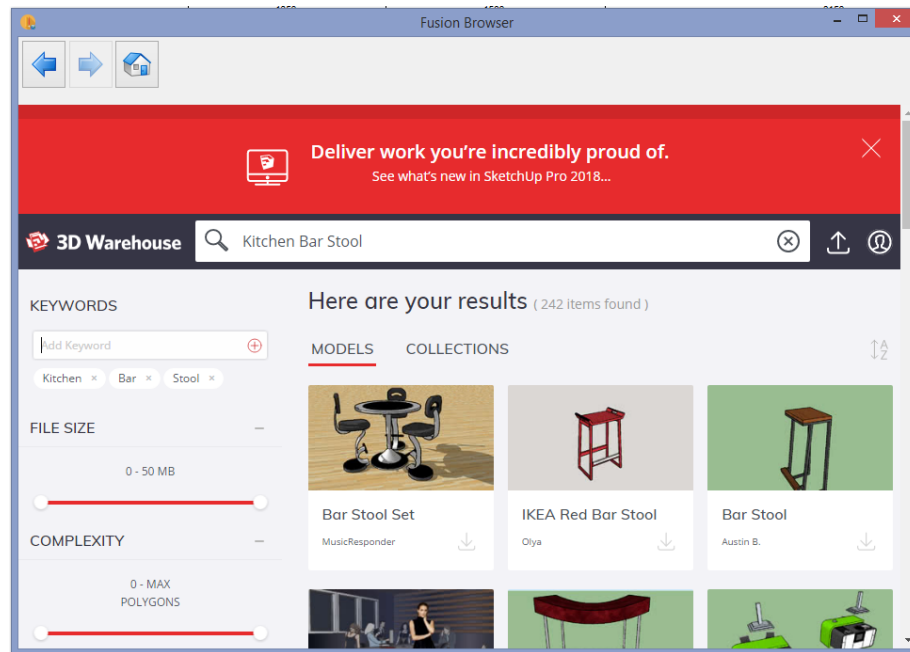 Fusion Browser
Deliver work you're incredibly proud of.
See what's new in SketchUp Pro 2018...
3D Warehouse
Kitchen Bar Stool
KEYWORDS
Add Keyword
Kitchen ×
Bar ×
Stool ×
FILE SIZE
0 - 50 MB
COMPLEXITY
0 - MAX
POLYGONS
Here are your results ( 242 items found )
MODELS
COLLECTIONS
A
Z
Bar Stool Set
MusicResponder
IKEA Red Bar Stool
Olya
Bar Stool
Austin B.